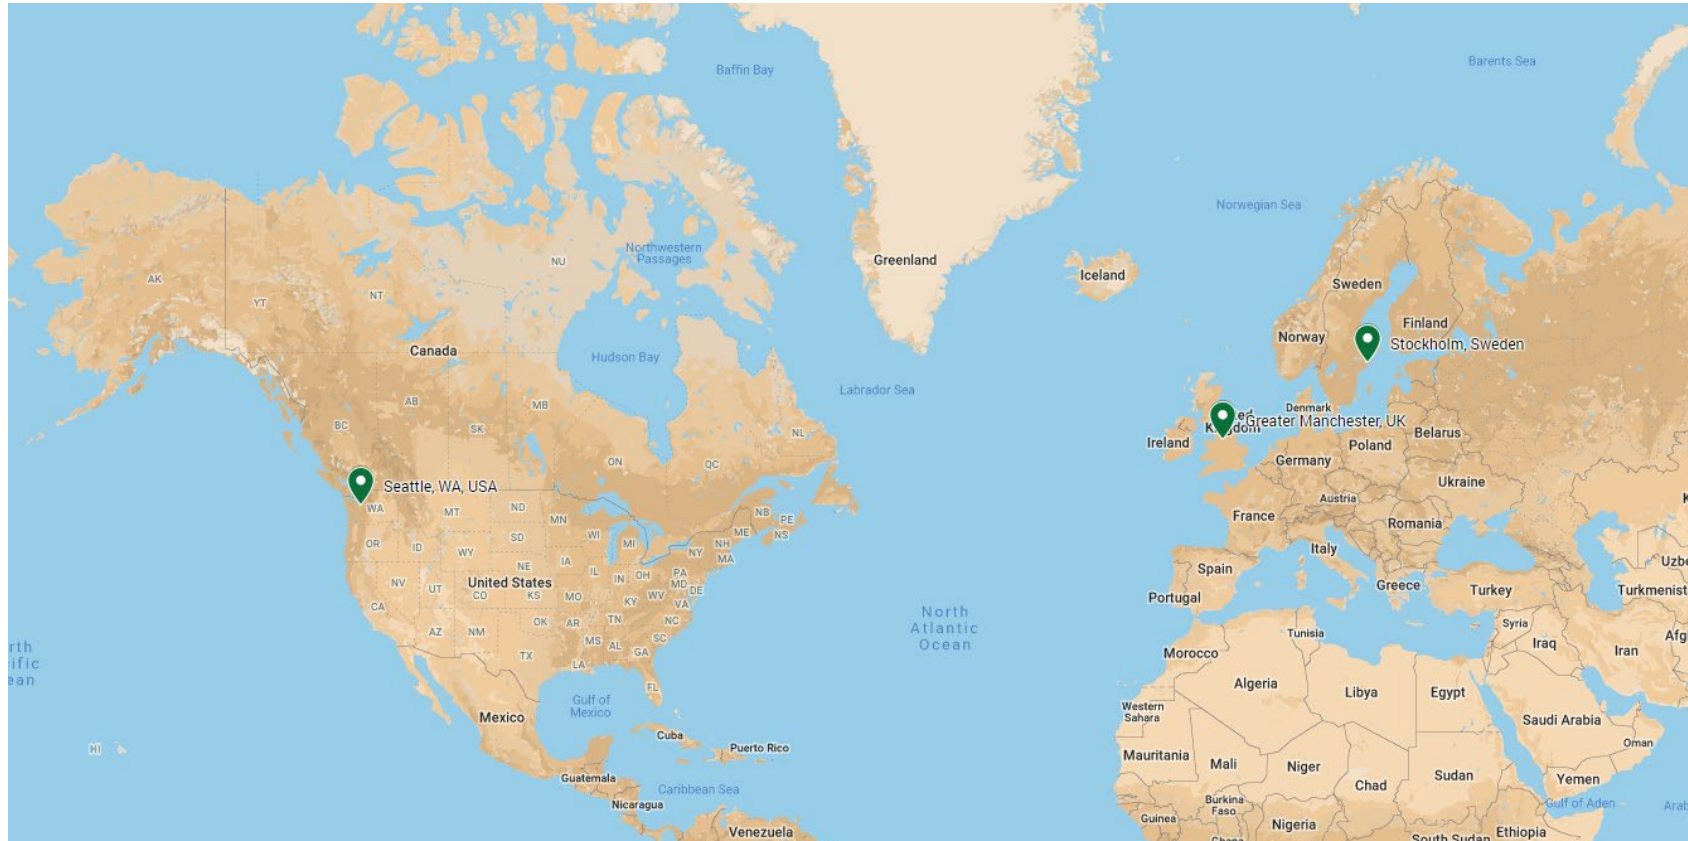 Baffin Bay
Barents Sea
Norwegian Sea
Northwestern
Passages
NU
Greenland
Iceland
AK
YT
NT
Sweden
Finland
Norway
Stockholm, Sweden
Canada
Hudson Bay
Labrador Sea
AB
MB
BC
SK
NL
Denmark
Greater Manchester, UK
Ireland
Belarus
Poland
Germany
ON
QC
Ukraine
Seattle, WA, USA
Austria
WA
MT
ND
MN
NB
PE
NS
ME
France
Romania
OR
ID
SD
WI
MI
NH
NY
MA
WY
Italy
NE
IA
IL
IN
OH
PA
Spain
NV
UT
United States
CO
KS
MO
KY
WV
MD
DE
VA
Greece
Turkey
Portugal
CA
North
Atlantic
Ocean
AZ
NM
OK
AR
TN
NC
SC
MS
AL
GA
Tunisia
Syria
Iraq
Iran
TX
LA
FL
Morocco
Algeria
Libya
Egypt
Gulf of
Mexico
Mexico
Western
Sahara
Saudi Arabia
Oman
HI
Cuba
Puerto Rico
Mauritania
Mali
Niger
Chad
Sudan
Yemen
Guatemala
Caribbean Sea
Nicaragua
Burkina
Faso
Gulf of Aden
Guinea
Nigeria
Venezuela
South Sudan
Ethiopia